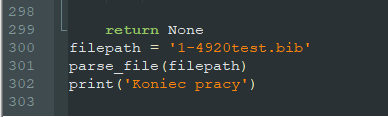 298
299 return None
300 filepath = '1-4920test.bib'
301 parse_file(filepath)
302 print('Koniec pracy')
303